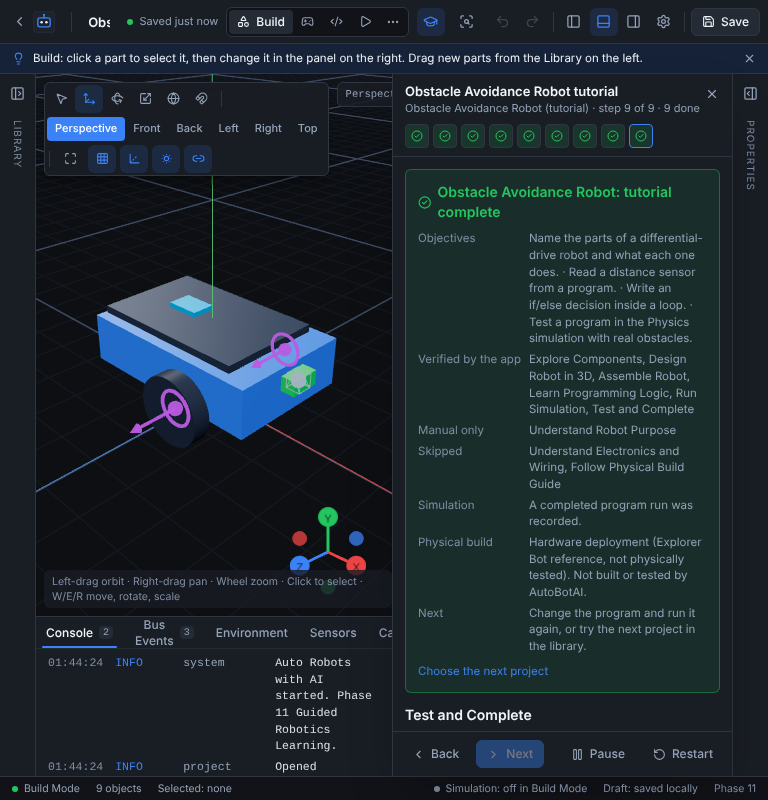 Obs
Saved just now
Build
Save
Build: click a part to select it, then change it in the panel on the right. Drag new parts from the Library on the left.
LIBRARY
Perspective
Front
Back
Left
Right
Top
Y
Z
X
Left-drag orbit · Right-drag pan · Wheel zoom · Click to select ·
W/E/R move, rotate, scale
Console 2
Bus
Events 3
Environment
Sensors
01:44:24 INFO system Auto Robots
with AI
started. Phase
11 Guided
Robotics
Learning.
01:44:24 INFO project Opened
Obstacle Avoidance Robot tutorial
Obstacle Avoidance Robot (tutorial) · step 9 of 9 · 9 done
Obstacle Avoidance Robot: tutorial
complete
Objectives Name the parts of a differential-
drive robot and what each one
does. · Read a distance sensor
from a program. · Write an
if/else decision inside a loop. ·
Test a program in the Physics
simulation with real obstacles.
Verified by the app Explore Components, Design
Robot in 3D, Assemble Robot,
Learn Programming Logic, Run
Simulation, Test and Complete
Manual only Understand Robot Purpose
Skipped Understand Electronics and
Wiring, Follow Physical Build
Guide
Simulation A completed program run was
recorded.
Physical build Hardware deployment (Explorer
Bot reference, not physically
tested). Not built or tested by
AutoBotAI.
Next Change the program and run it
again, or try the next project in
the library.
Choose the next project
Test and Complete
Back
Next
Pause
Restart
PROPERTIES
Build Mode
9 objects
Selected: none
Simulation: off in Build Mode
Draft: saved locally
Phase 11